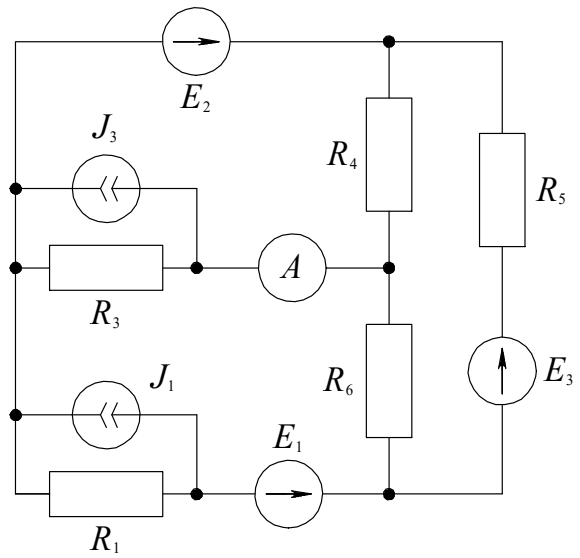 E₂
J₃
R₄
R₅
A
R₃
J₁
R₆
E₃
E₁
R₁